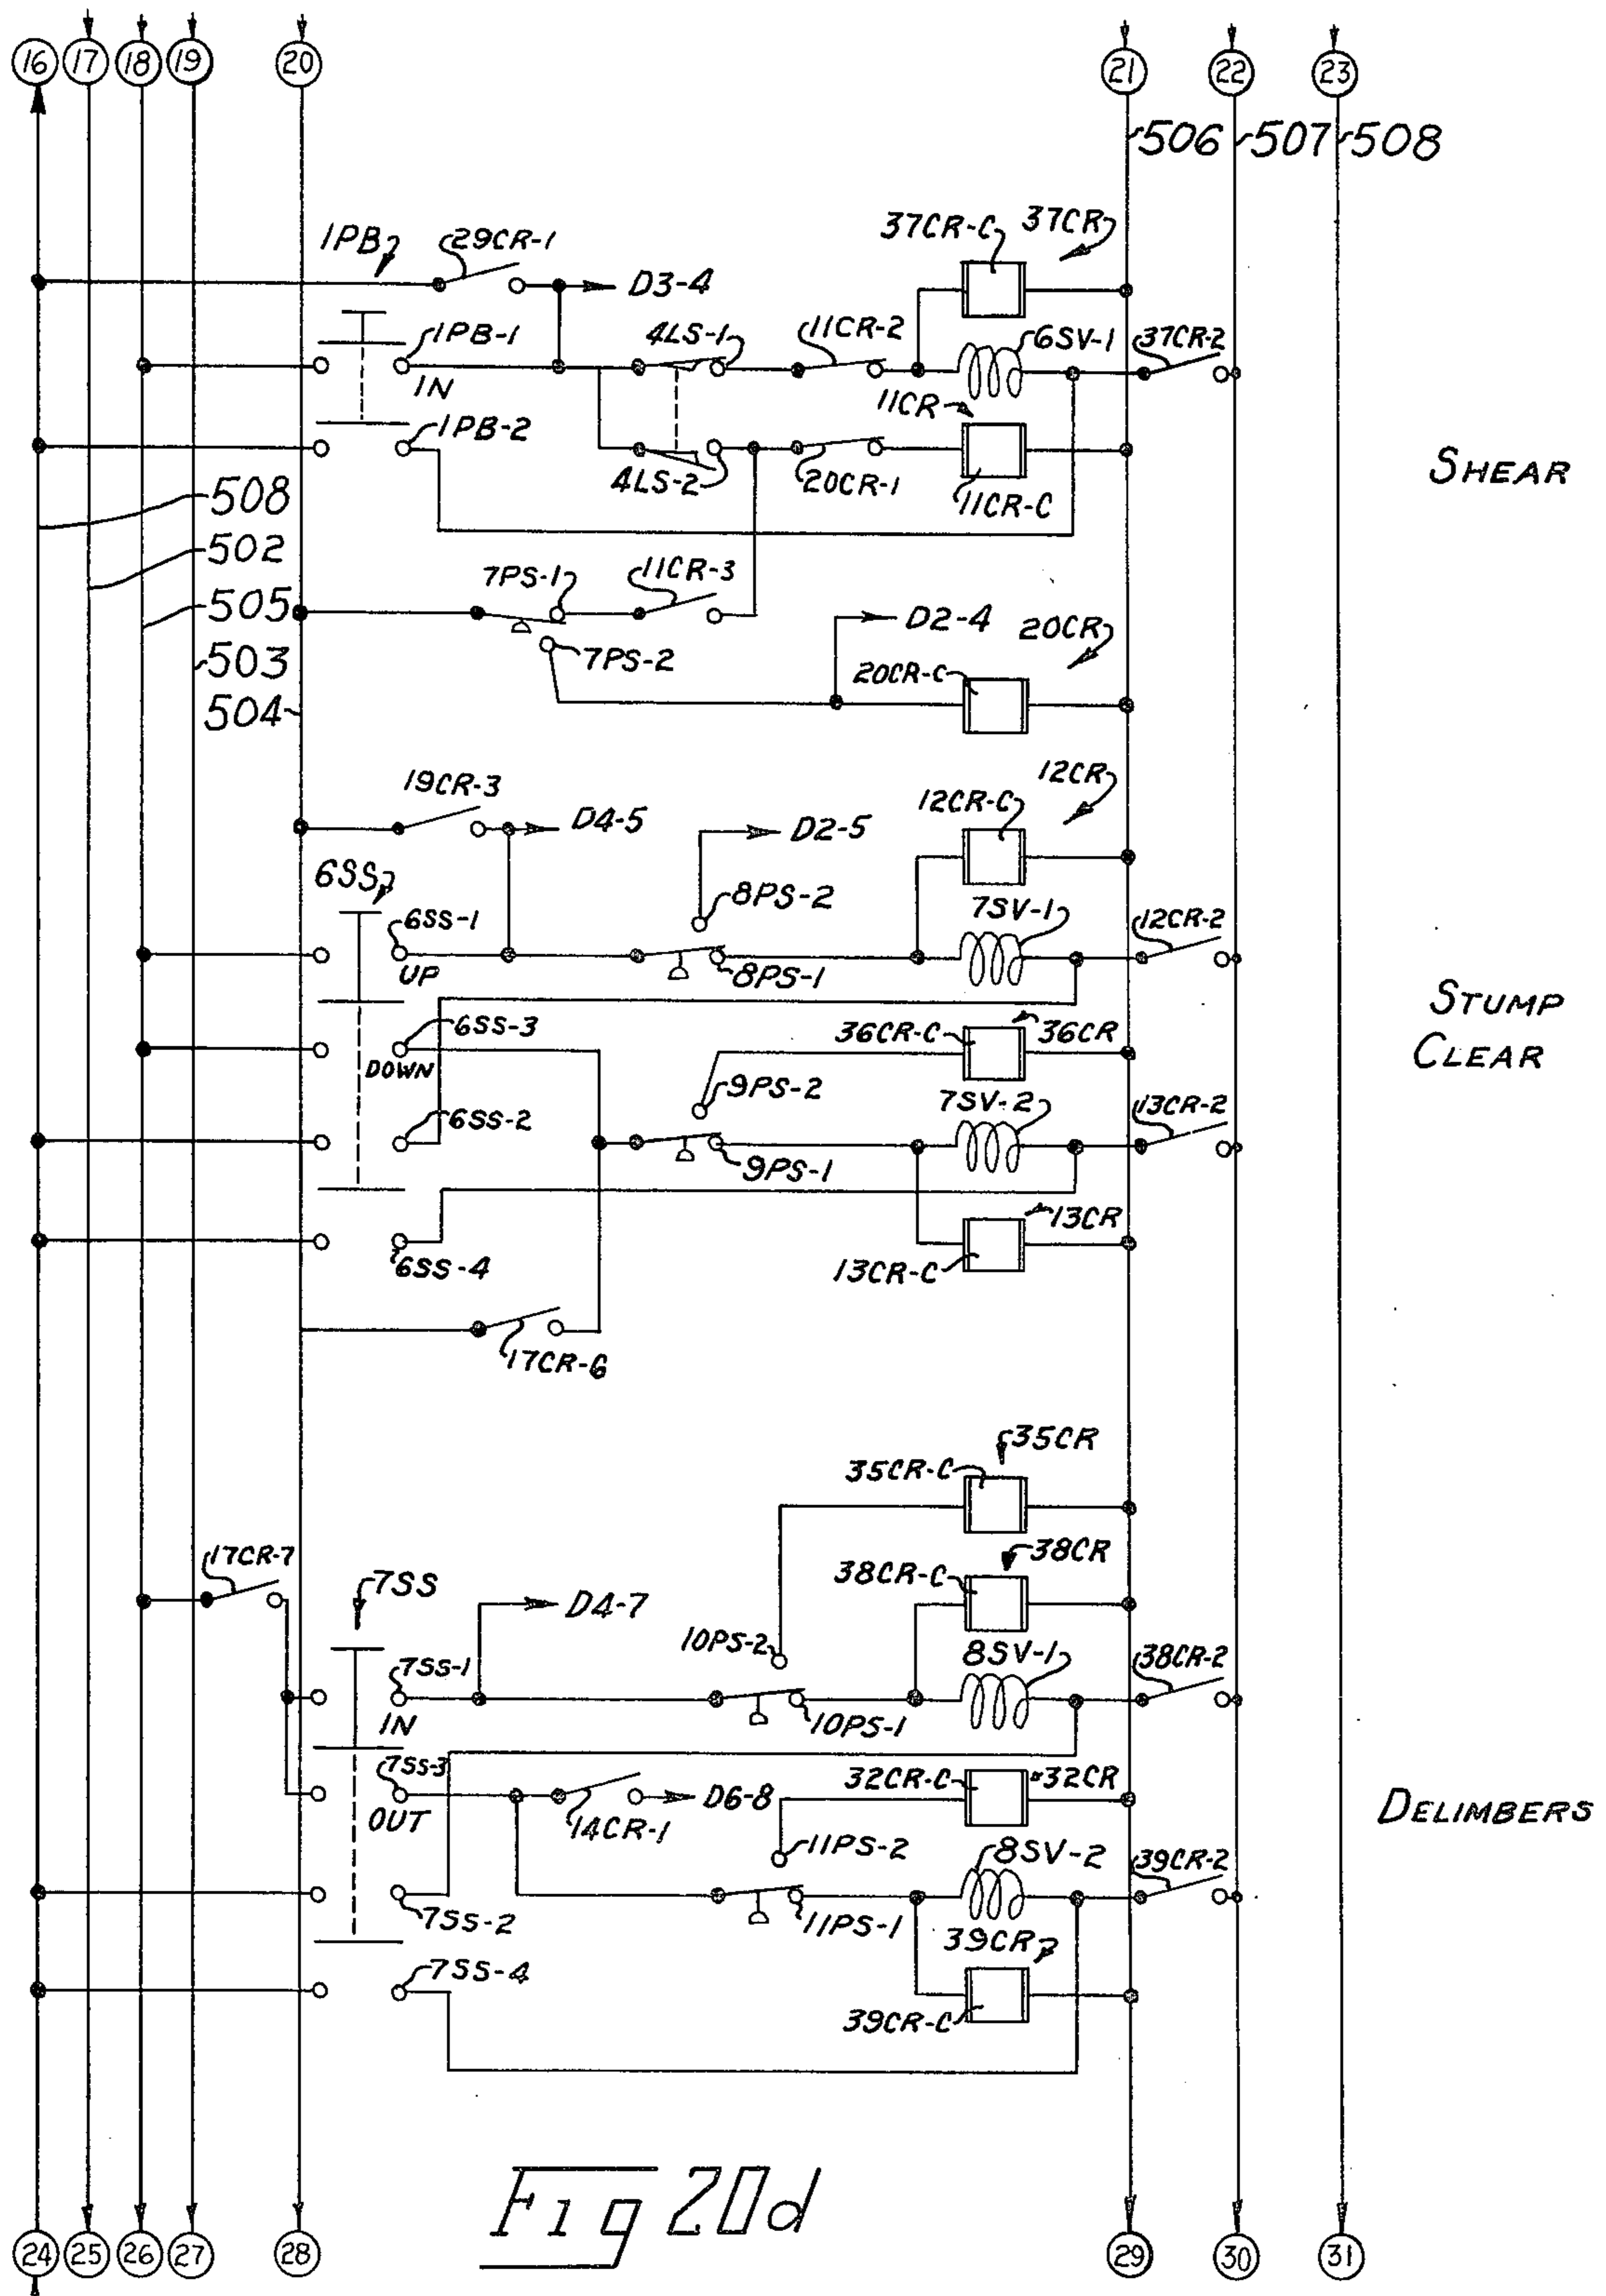 16 17 18 19 20 21 22 23
506 507 508
1PB 29CR-1 D3-4 37CR-C 37CR
1PB-1 4LS-1 11CR-2 6SV-1 37CR-2
IN
11CR
1PB-2
4LS-2 20CR-1 11CR-C
SHEAR
508
502
505
503
504
7PS-1 11CR-3
7PS-2 D2-4 20CR
20CR-C
19CR-3 D4-5 D2-5 12CR-C 12CR
6SS 6SS-1 8PS-2 7SV-1 12CR-2
UP 8PS-1
STUMP
CLEAR
6SS-3 36CR-C 36CR
DOWN 9PS-2 7SV-2 13CR-2
6SS-2
9PS-1
13CR
6SS-4 13CR-C
17CR-6
35CR
35CR-C
17CR-7 7SS D4-7 38CR-C 38CR
7SS-1 10PS-2 8SV-1 38CR-2
IN 10PS-1
7SS-3 32CR-C 32CR
OUT 14CR-1 D6-8
DELIMBERS
11PS-2 8SV-2 39CR-2
7SS-2 11PS-1
39CR
7SS-4
39CR-C
Fig 20d
24 25 26 27 28 29 30 31